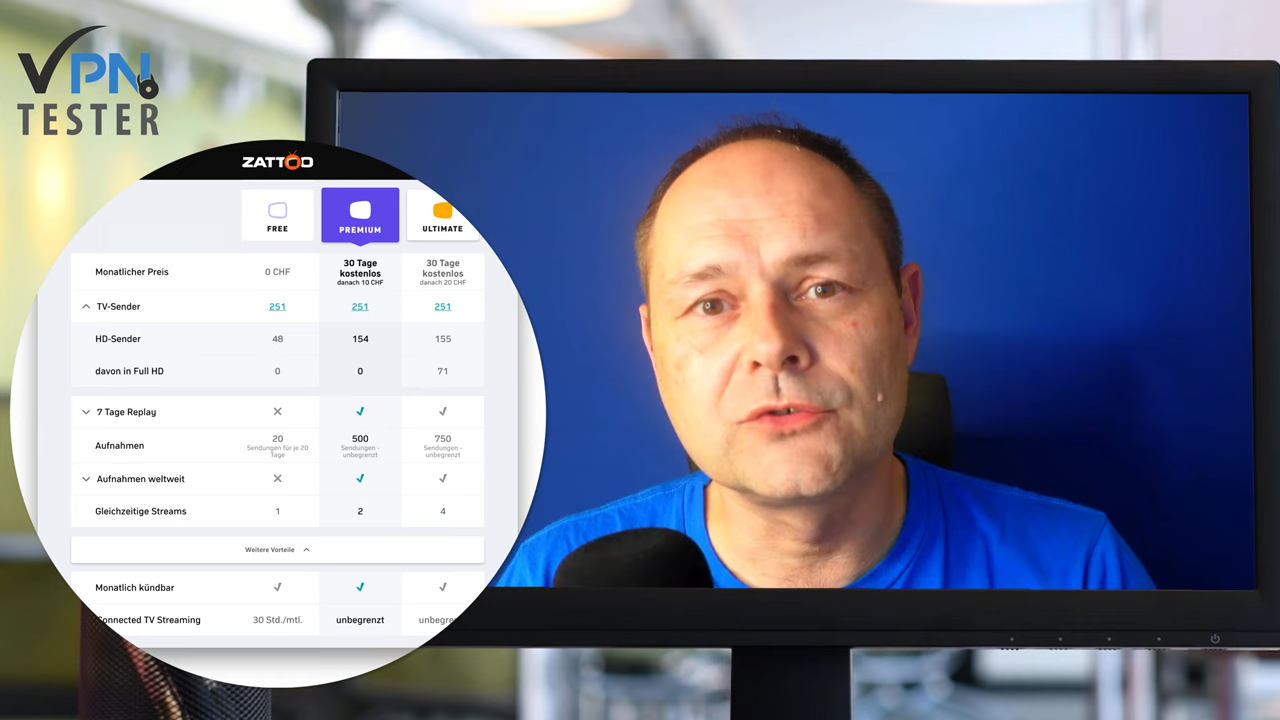 VPN
TESTER
ZATTOO
FREE
PREMIUM
ULTIMATE
Monatlicher Preis
0 CHF
30 Tage
kostenlos
danach 10 CHF
30 Tage
kostenlos
danach 20 CHF
TV-Sender
251
251
251
HD-Sender
48
154
155
davon in Full HD
0
0
71
7 Tage Replay
Aufnahmen
20
Sendungen für je 20
Tage
500
Sendungen -
unbegrenzt
750
Sendungen -
unbegrenzt
Aufnahmen weltweit
Gleichzeitige Streams
1
2
4
Weitere Vorteile
Monatlich kündbar
Connected TV Streaming
30 Std./mtl.
unbegrenzt
unbegre